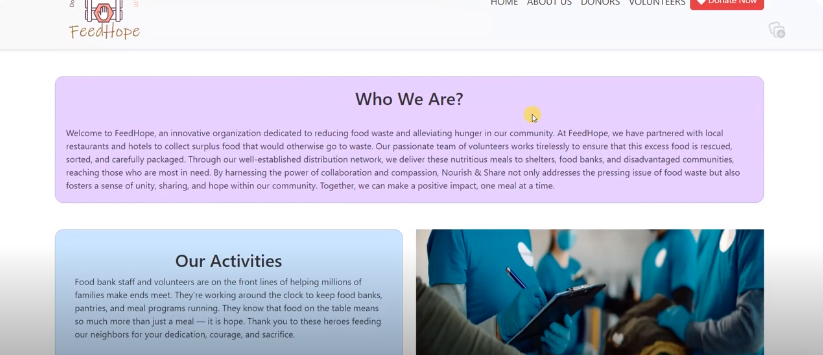 HOME ABOUT US DONORS VOLUNTEERS Donate Now
FeedHope
Who We Are?
Welcome to FeedHope, an innovative organization dedicated to reducing food waste and alleviating hunger in our community. At FeedHope, we have partnered with local
restaurants and hotels to collect surplus food that would otherwise go to waste. Our passionate team of volunteers works tirelessly to ensure that this excess food is rescued,
sorted, and carefully packaged. Through our well-established distribution network, we deliver these nutritious meals to shelters, food banks, and disadvantaged communities,
reaching those who are most in need. By harnessing the power of collaboration and compassion, Nourish & Share not only addresses the pressing issue of food waste but also
fosters a sense of unity, sharing, and hope within our community. Together, we can make a positive impact, one meal at a time.
Our Activities
Food bank staff and volunteers are on the front lines of helping millions of
families make ends meet. They're working around the clock to keep food banks,
pantries, and meal programs running. They know that food on the table means
so much more than just a meal — it is hope. Thank you to these heroes feeding
our neighbors for your dedication, courage, and sacrifice.